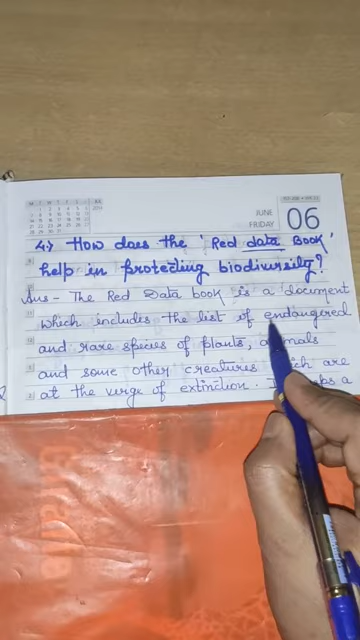 JUNE
FRIDAY 06
4.) How does the 'Red data Book'
help in protecting biodiversity?
Ans - The Red Data book is a document
which includes the list of endangered
and rare species of plants,
and some other creatures which are
at the verge of extinction. a